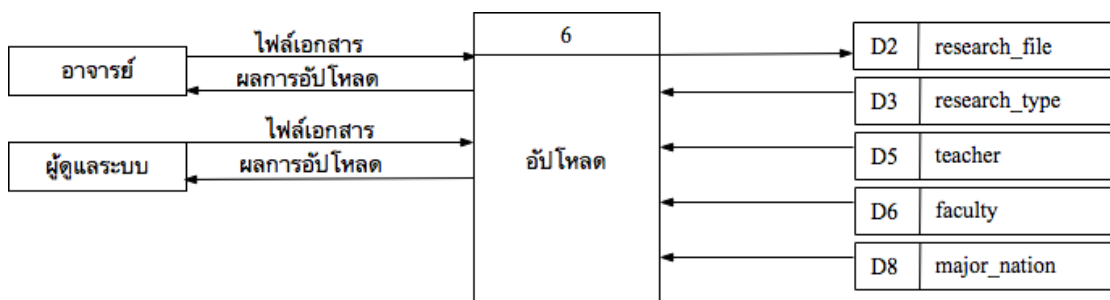 อาจารย์
ไฟล์เอกสาร
ผลการอัปโหลด
ผู้ดูแลระบบ
ไฟล์เอกสาร
ผลการอัปโหลด
6
อัปโหลด
D2 research_file
D3 research_type
D5 teacher
D6 faculty
D8 major_nation